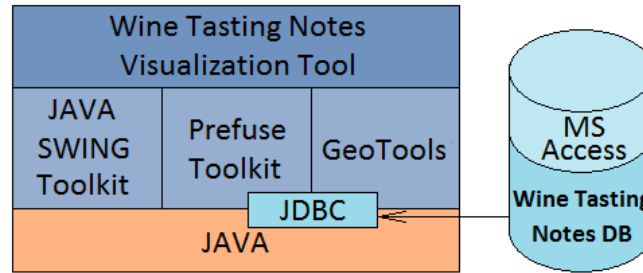 Wine Tasting Notes
Visualization Tool
JAVA
SWING
Toolkit
Prefuse
Toolkit
GeoTools
JDBC
JAVA
MS
Access
Wine Tasting
Notes DB